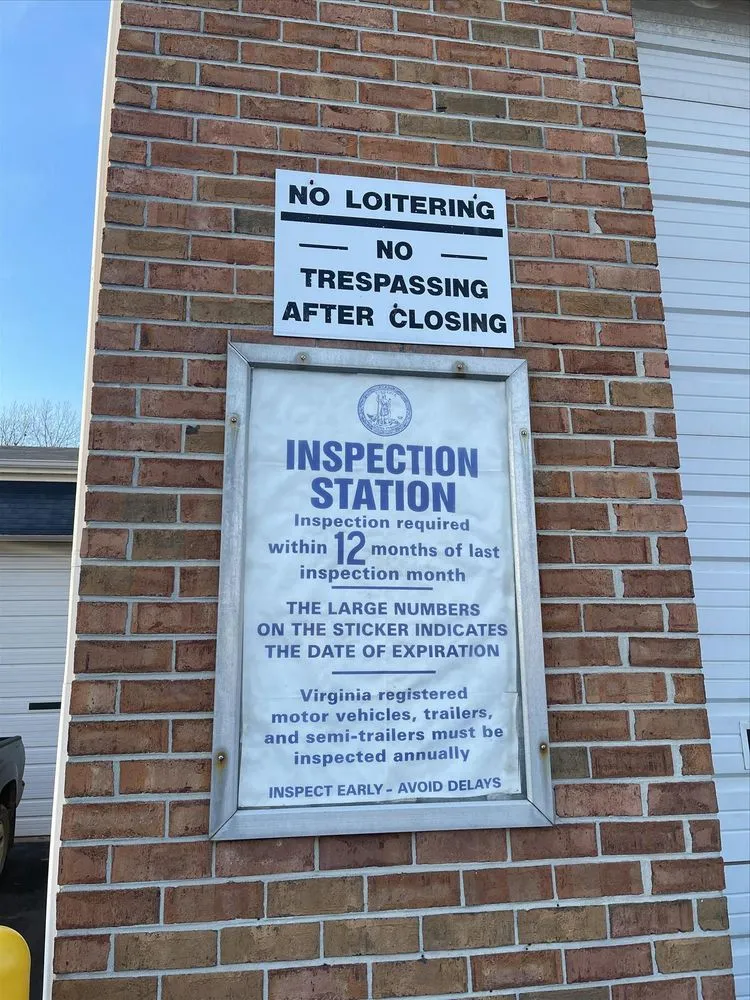 NO LOITERING
NO
TRESPASSING
AFTER CLOSING
INSPECTION
STATION
Inspection required
within 12 months of last
inspection month
THE LARGE NUMBERS
ON THE STICKER INDICATES
THE DATE OF EXPIRATION
Virginia registered
motor vehicles, trailers,
and semi-trailers must be
inspected annually
INSPECT EARLY - AVOID DELAYS